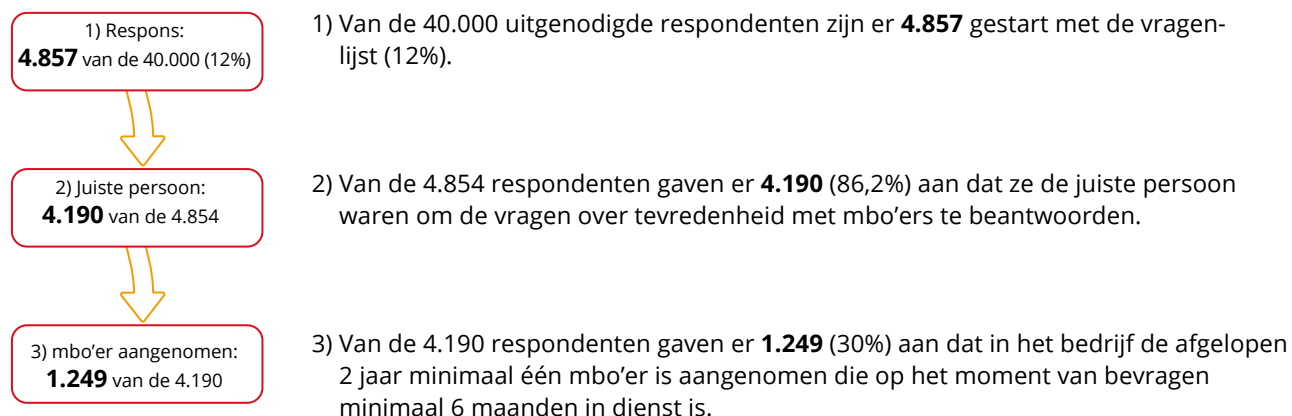 1) Respons:
4.857 van de 40.000 (12%)
1) Van de 40.000 uitgenodigde respondenten zijn er 4.857 gestart met de vragen-
lijst (12%).
2) Juiste persoon:
4.190 van de 4.854
2) Van de 4.854 respondenten gaven er 4.190 (86,2%) aan dat ze de juiste persoon
waren om de vragen over tevredenheid met mbo’ers te beantwoorden.
3) mbo’er aangenomen:
1.249 van de 4.190
3) Van de 4.190 respondenten gaven er 1.249 (30%) aan dat in het bedrijf de afgelopen
2 jaar minimaal één mbo’er is aangenomen die op het moment van bevragen
minimaal 6 maanden in dienst is.